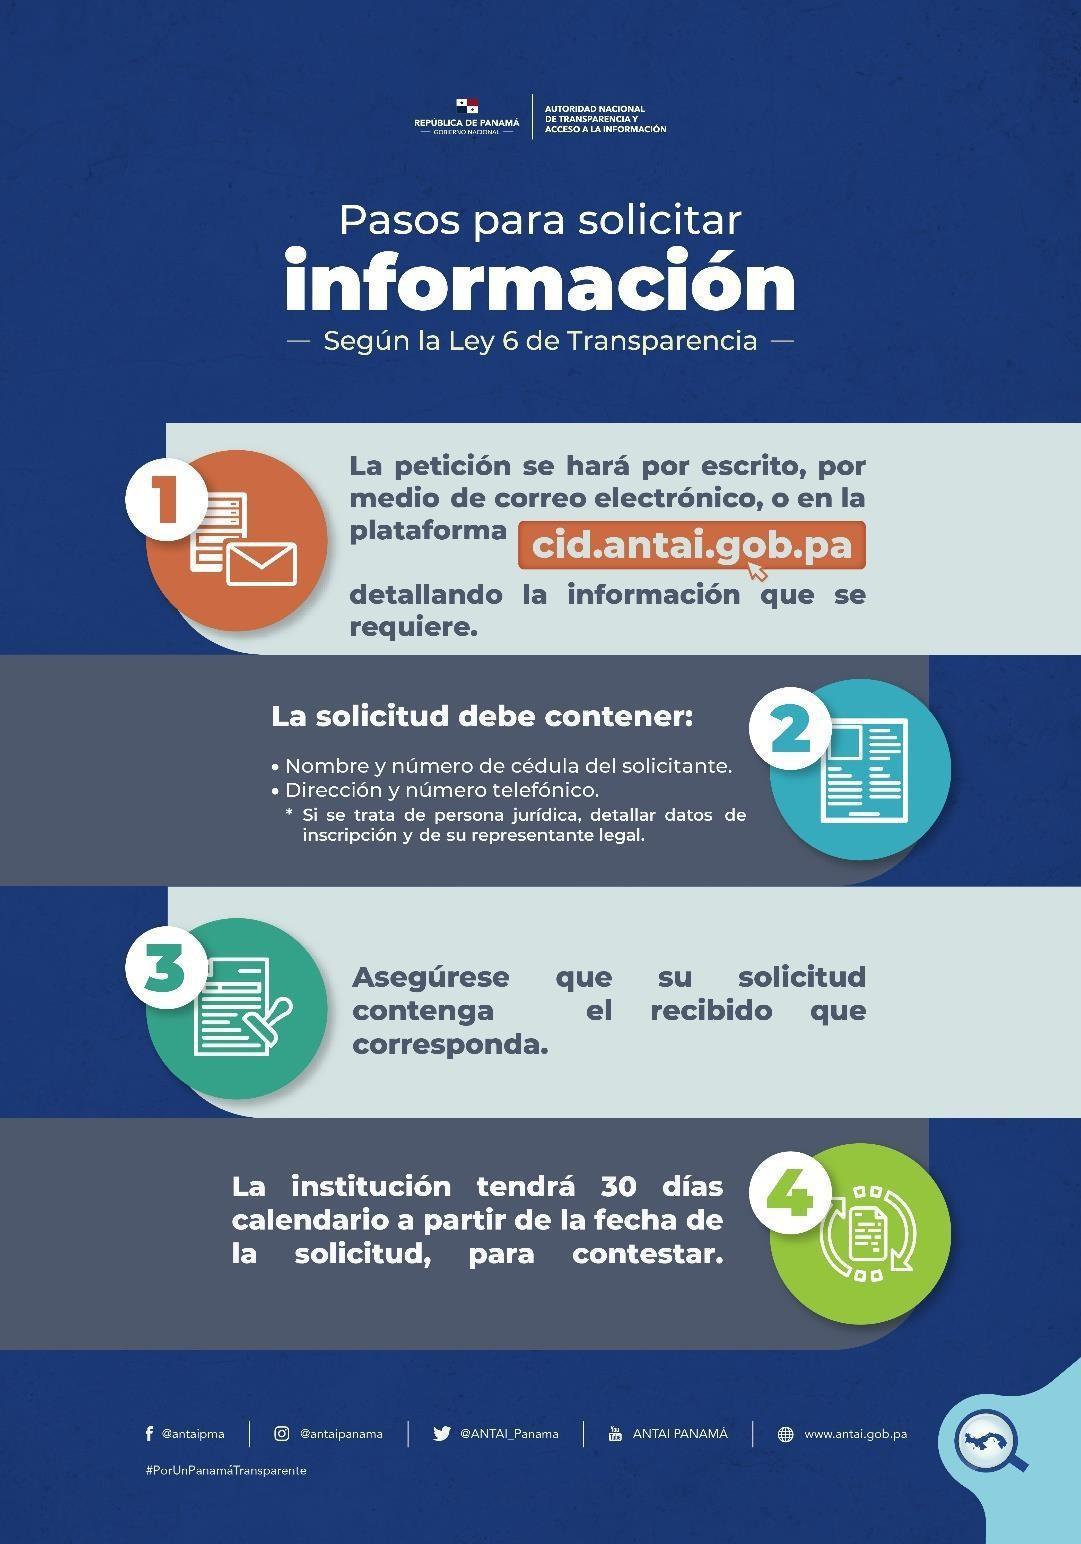 REPÚBLICA DE PANAMÁ
GOBIERNO NACIONAL
AUTORIDAD NACIONAL
DE TRANSPARENCIA Y
ACCESO A LA INFORMACIÓN
Pasos para solicitar
información
Según la Ley 6 de Transparencia
1
La petición se hará por escrito, por
medio de correo electrónico, o en la
plataforma cid.antai.gob.pa
detallando la información que se
requiere.
2
La solicitud debe contener:
• Nombre y número de cédula del solicitante.
• Dirección y número telefónico.
* Si se trata de persona jurídica, detallar datos de
inscripción y de su representante legal.
3
Asegúrese que su solicitud
contenga el recibido que
corresponda.
4
La institución tendrá 30 días
calendario a partir de la fecha de
la solicitud, para contestar.
@antaipma
@antaipanama
@ANTAI_Panama
You Tube
ANTAI PANAMÁ
www.antai.gob.pa
#PorUnPanamáTransparente